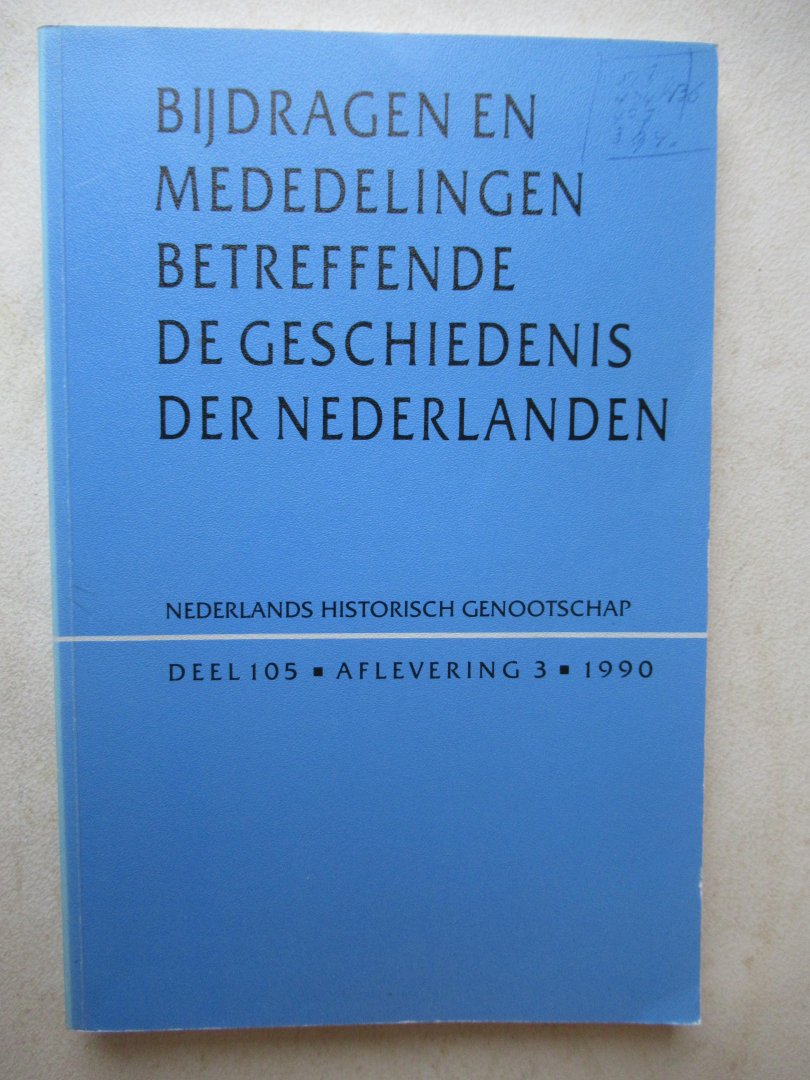 BIJDRAGEN EN
MEDEDELINGEN
BETREFFENDE
DE GESCHIEDENIS
DER NEDERLANDEN
NEDERLANDS HISTORISCH GENOOTSCHAP
DEEL 105 ▪ AFLEVERING 3 ▪ 1990